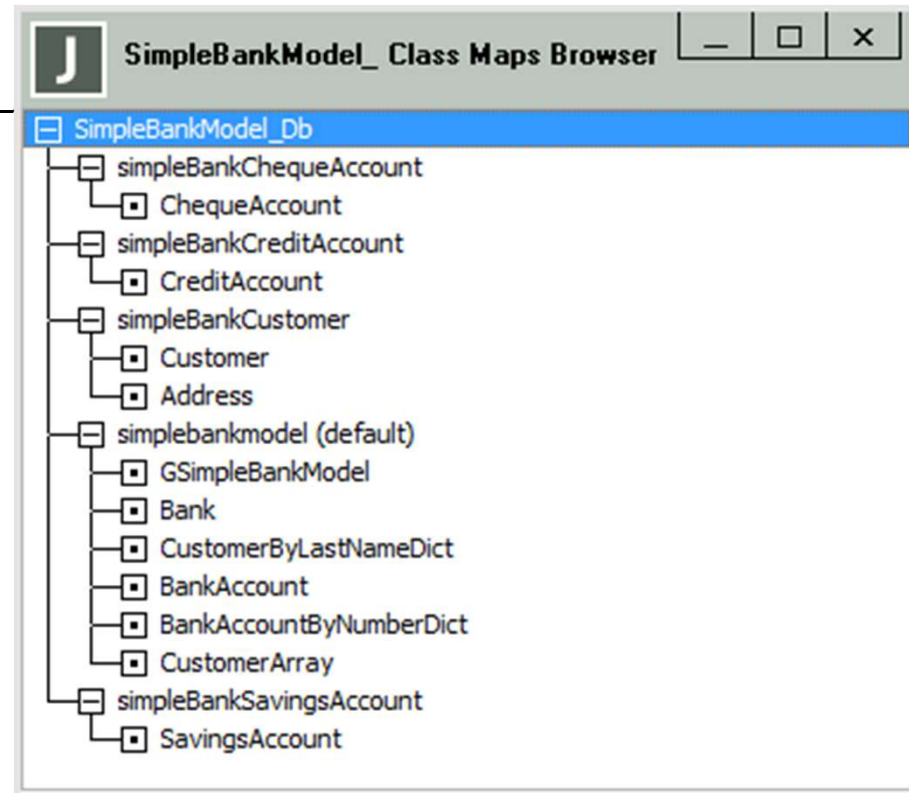 J SimpleBankModel_ Class Maps Browser
SimpleBankModel_Db
simpleBankChequeAccount
ChequeAccount
simpleBankCreditAccount
CreditAccount
simpleBankCustomer
Customer
Address
simplebankmodel (default)
GSimpleBankModel
Bank
CustomerByLastNameDict
BankAccount
BankAccountByNumberDict
CustomerArray
simpleBankSavingsAccount
SavingsAccount